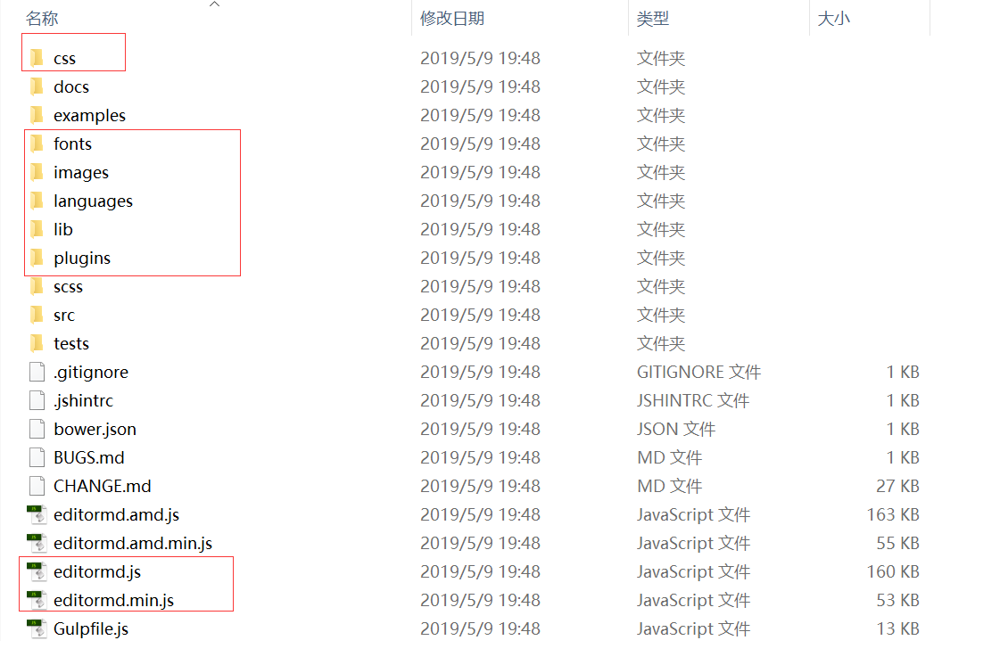 名称 修改日期 类型 大小
css 2019/5/9 19:48 文件夹
docs 2019/5/9 19:48 文件夹
examples 2019/5/9 19:48 文件夹
fonts 2019/5/9 19:48 文件夹
images 2019/5/9 19:48 文件夹
languages 2019/5/9 19:48 文件夹
lib 2019/5/9 19:48 文件夹
plugins 2019/5/9 19:48 文件夹
scss 2019/5/9 19:48 文件夹
src 2019/5/9 19:48 文件夹
tests 2019/5/9 19:48 文件夹
.gitignore 2019/5/9 19:48 GITIGNORE 文件 1 KB
.jshintrc 2019/5/9 19:48 JSHINTRC 文件 1 KB
bower.json 2019/5/9 19:48 JSON 文件 1 KB
BUGS.md 2019/5/9 19:48 MD 文件 1 KB
CHANGE.md 2019/5/9 19:48 MD 文件 27 KB
editormd.amd.js 2019/5/9 19:48 JavaScript 文件 163 KB
editormd.amd.min.js 2019/5/9 19:48 JavaScript 文件 55 KB
editormd.js 2019/5/9 19:48 JavaScript 文件 160 KB
editormd.min.js 2019/5/9 19:48 JavaScript 文件 53 KB
Gulpfile.js 2019/5/9 19:48 JavaScript 文件 13 KB